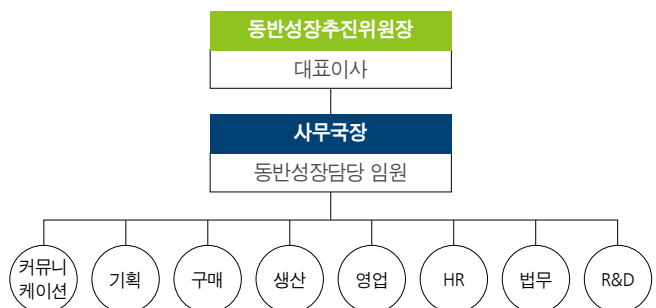 동반성장추진위원장
대표이사
사무국장
동반성장담당 임원
커뮤니
케이션
기획
구매
생산
영업
HR
법무
R&D